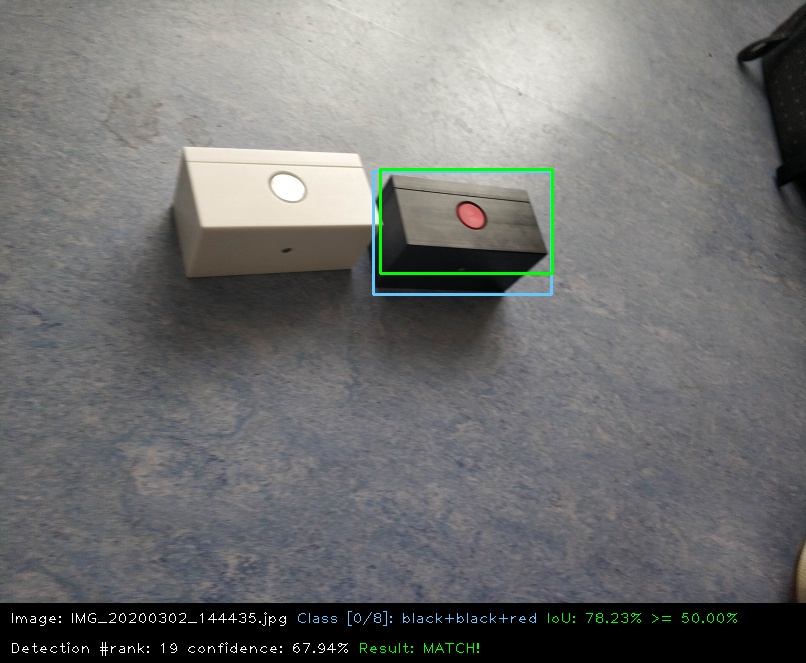 Image: IMG_20200302_144435.jpg Class [0/8]: black+black+red IoU: 78.23% >= 50.00%
Detection #rank: 19 confidence: 67.94% Result: MATCH!